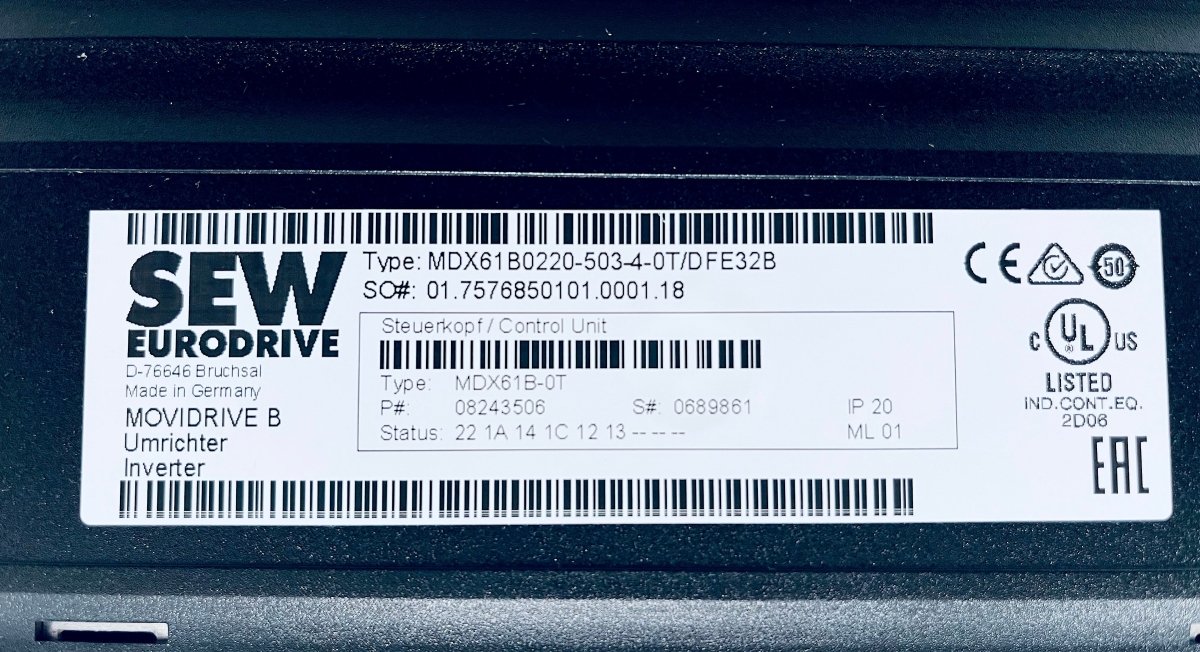 SEW
EURODRIVE
D-76646 Bruchsal
Made in Germany
MOVIDRIVE B
Umrichter
Inverter
Type: MDX61B0220-503-4-0T/DFE32B
SO#: 01.7576850101.0001.18
Steuerkopf / Control Unit
Type: MDX61B-0T
P#: 08243506 S#: 0689861 IP 20
Status: 22 1A 14 1C 12 13 -- -- -- ML 01
CE 50
C UL ® US
LISTED
IND.CONT.EQ.
2D06
EAC